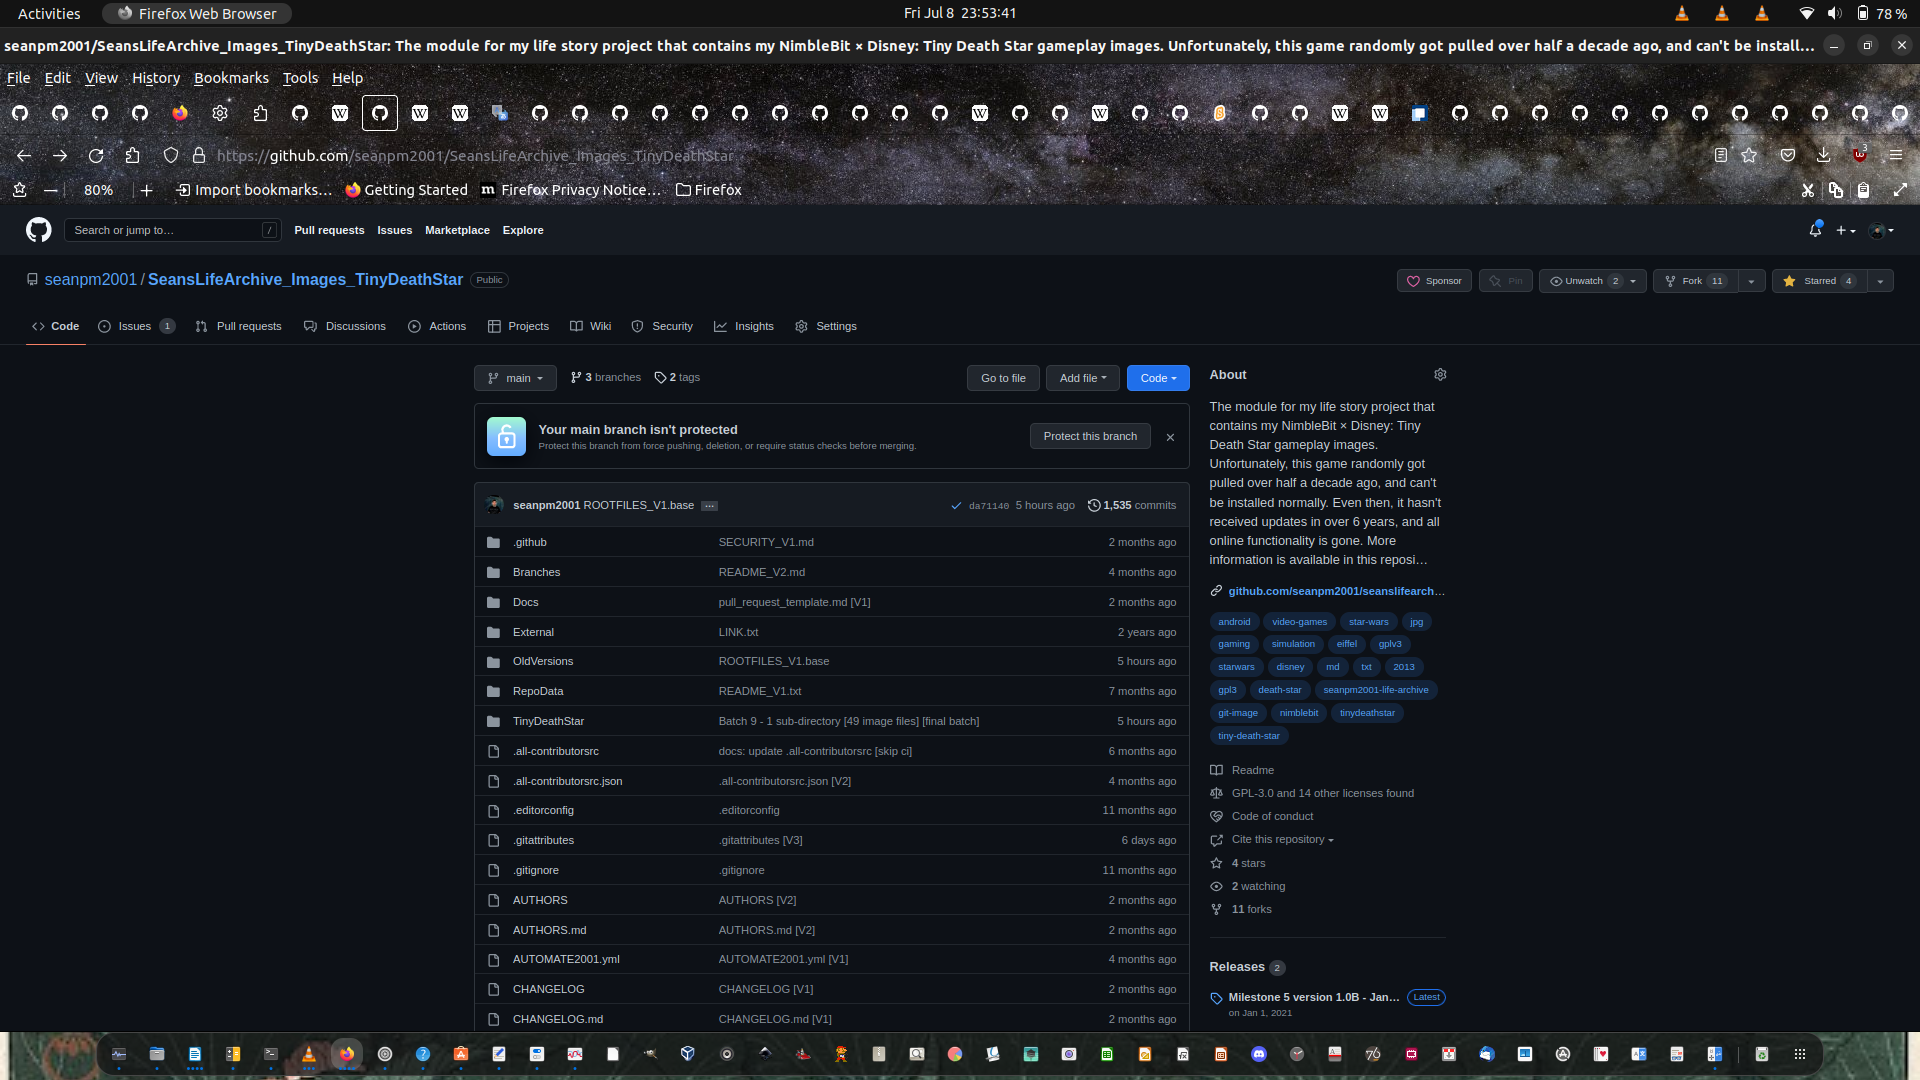 Activities
Firefox Web Browser
Fri Jul 8 23:53:41
78 %
seanpm2001/SeansLifeArchive_Images_TinyDeathStar: The module for my life story project that contains my NimbleBit × Disney: Tiny Death Star gameplay images. Unfortunately, this game randomly got pulled over half a decade ago, and can't be install…
File Edit View History Bookmarks Tools Help
https://github.com/seanpm2001/SeansLifeArchive_Images_TinyDeathStar
3
80%
Import bookmarks…
Getting Started
Firefox Privacy Notice…
Firefox
Search or jump to…
/
Pull requests Issues Marketplace Explore
seanpm2001 / SeansLifeArchive_Images_TinyDeathStar
Public
Sponsor
Pin
Unwatch 2
Fork 11
Starred 4
Code
Issues 1
Pull requests
Discussions
Actions
Projects
Wiki
Security
Insights
Settings
main
3 branches
2 tags
Go to file
Add file
Code
Your main branch isn't protected
Protect this branch from force pushing, deletion, or require status checks before merging.
Protect this branch
seanpm2001 ROOTFILES_V1.base …
da71140 5 hours ago
1,535 commits
.github SECURITY_V1.md 2 months ago
Branches README_V2.md 4 months ago
Docs pull_request_template.md [V1] 2 months ago
External LINK.txt 2 years ago
OldVersions ROOTFILES_V1.base 5 hours ago
RepoData README_V1.txt 7 months ago
TinyDeathStar Batch 9 - 1 sub-directory [49 image files] [final batch] 5 hours ago
.all-contributorsrc docs: update .all-contributorsrc [skip ci] 6 months ago
.all-contributorsrc.json .all-contributorsrc.json [V2] 4 months ago
.editorconfig .editorconfig 11 months ago
.gitattributes .gitattributes [V3] 6 days ago
.gitignore .gitignore 11 months ago
AUTHORS AUTHORS [V2] 2 months ago
AUTHORS.md AUTHORS.md [V2] 2 months ago
AUTOMATE2001.yml AUTOMATE2001.yml [V1] 4 months ago
CHANGELOG CHANGELOG [V1] 2 months ago
CHANGELOG.md CHANGELOG.md [V1] 2 months ago
About
The module for my life story project that
contains my NimbleBit × Disney: Tiny
Death Star gameplay images.
Unfortunately, this game randomly got
pulled over half a decade ago, and can't
be installed normally. Even then, it hasn't
received updates in over 6 years, and all
online functionality is gone. More
information is available in this reposi…
github.com/seanpm2001/seanslifearch…
android video-games star-wars jpg
gaming simulation eiffel gplv3
starwars disney md txt 2013
gpl3 death-star seanpm2001-life-archive
git-image nimblebit tinydeathstar
tiny-death-star
Readme
GPL-3.0 and 14 other licenses found
Code of conduct
Cite this repository
4 stars
2 watching
11 forks
Releases 2
Milestone 5 version 1.0B - Jan… Latest
on Jan 1, 2021